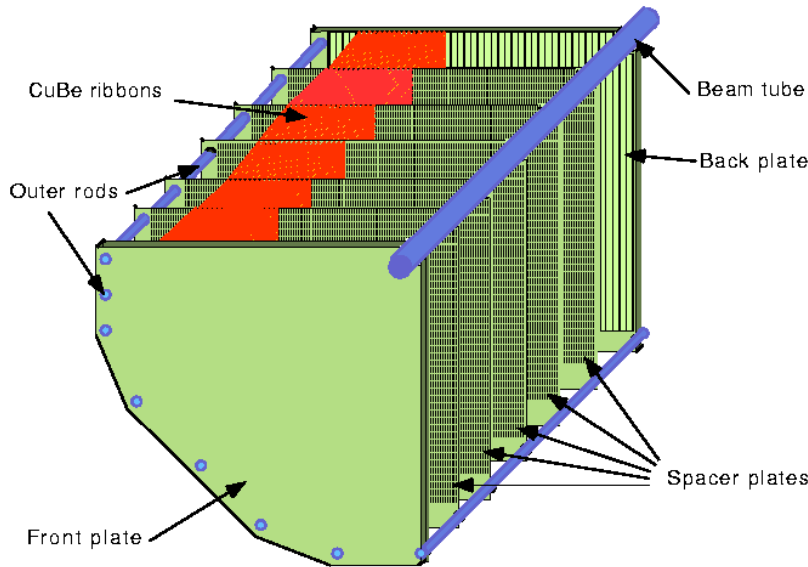 Beam tube
CuBe ribbons
Back plate
Outer rods
Spacer plates
Front plate